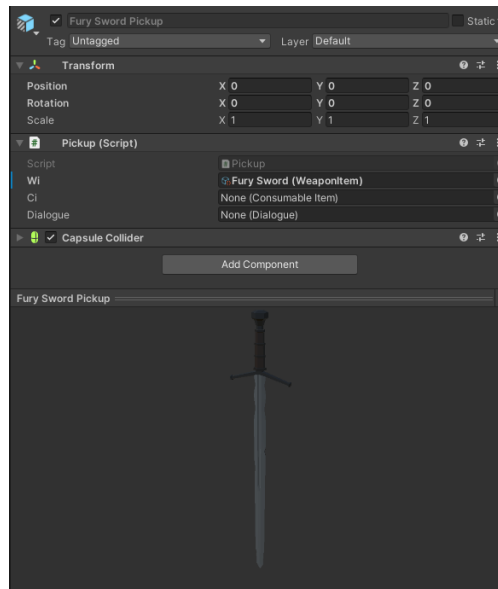 Fury Sword Pickup Static
Tag Untagged Layer Default
Transform
Position X 0 Y 0 Z 0
Rotation X 0 Y 0 Z 0
Scale X 1 Y 1 Z 1
# Pickup (Script)
Script # Pickup
Wi Fury Sword (WeaponItem)
Ci None (Consumable Item)
Dialogue None (Dialogue)
Capsule Collider
Add Component
Fury Sword Pickup